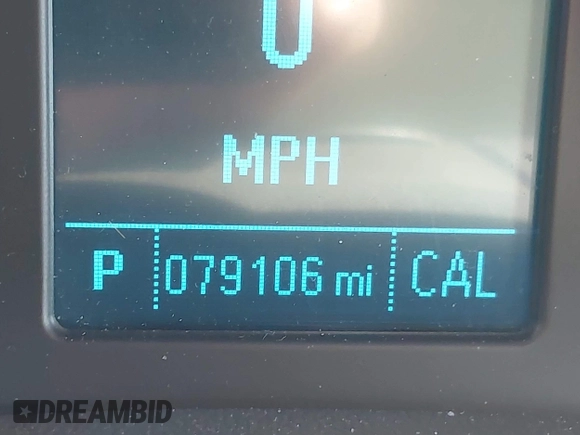 0
MPH
P 079106 mi CAL
DREAMBID